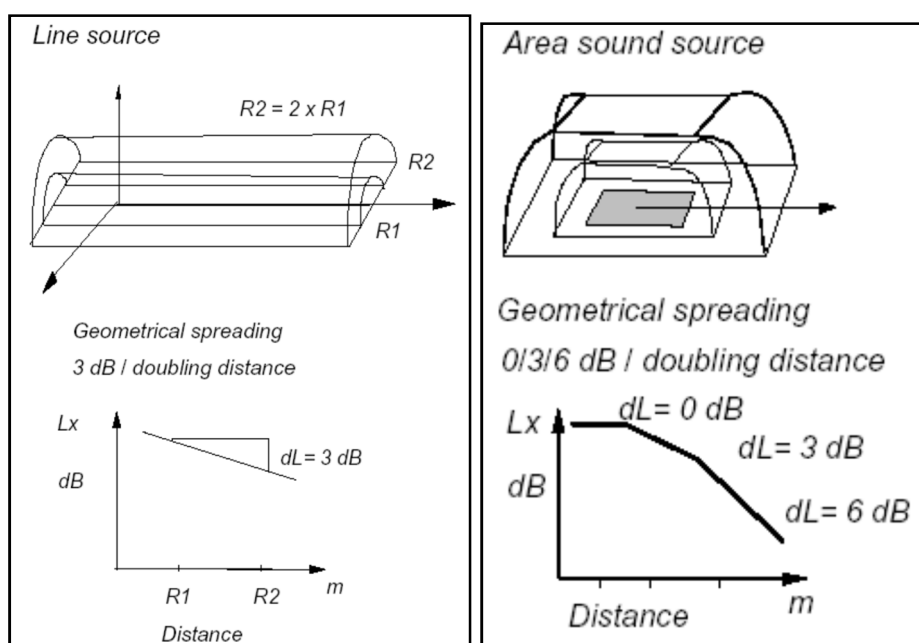 Line source
R2 = 2 x R1
R2
R1
Geometrical spreading
3 dB / doubling distance
Lx
dB
dL= 3 dB
R1
R2
m
Distance
Area sound source
Geometrical spreading
0/3/6 dB / doubling distance
Lx
dB
dL= 0 dB
dL= 3 dB
dL= 6 dB
Distance
m